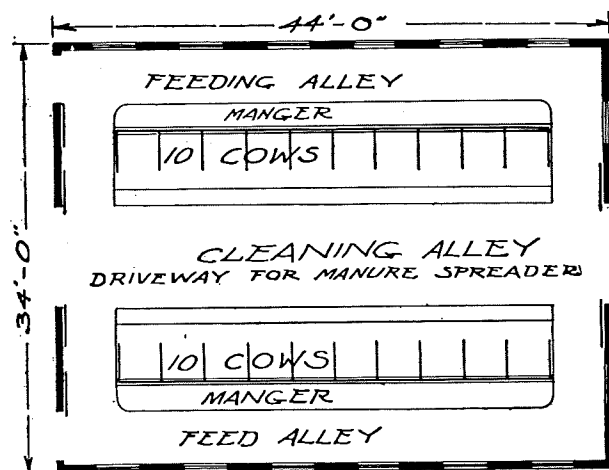 44'-0"
FEEDING ALLEY
MANGER
10 COWS
CLEANING ALLEY
DRIVEWAY FOR MANURE SPREADER
34'-0"
10 COWS
MANGER
FEED ALLEY